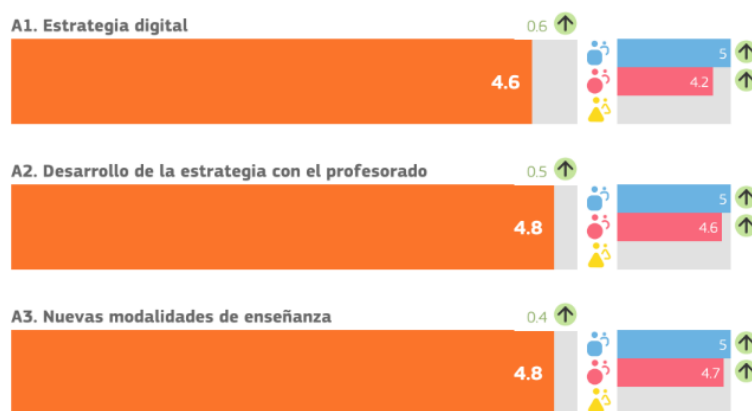 A1. Estrategia digital 0.6
4.6 5
4.2
A2. Desarrollo de la estrategia con el profesorado 0.5
4.8 5
4.6
A3. Nuevas modalidades de enseñanza 0.4
4.8 5
4.7